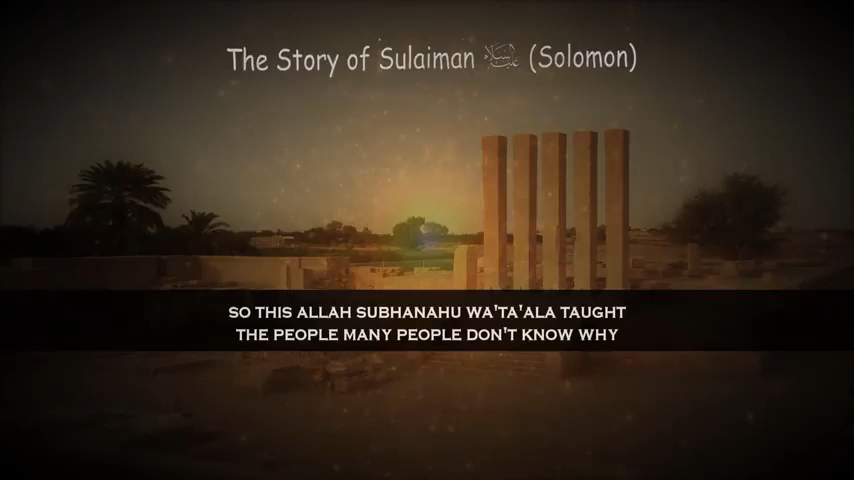 The Story of Sulaiman عليه السلام (Solomon)
SO THIS ALLAH SUBHANAHU WA'TA'ALA TAUGHT
THE PEOPLE MANY PEOPLE DON'T KNOW WHY